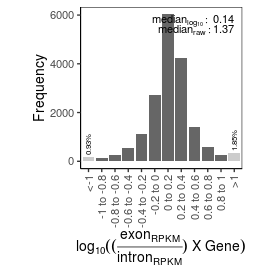 6000
4000
2000
0
Frequency
median_log10 : 0.14
median_raw : 1.37
0.93%
1.85%
<-1
-1 to -0.8
-0.8 to -0.6
-0.6 to -0.4
-0.4 to -0.2
-0.2 to 0
0 to 0.2
0.2 to 0.4
0.4 to 0.6
0.6 to 0.8
0.8 to 1
>1
log10((exonRPKM/intronRPKM) X Gene)